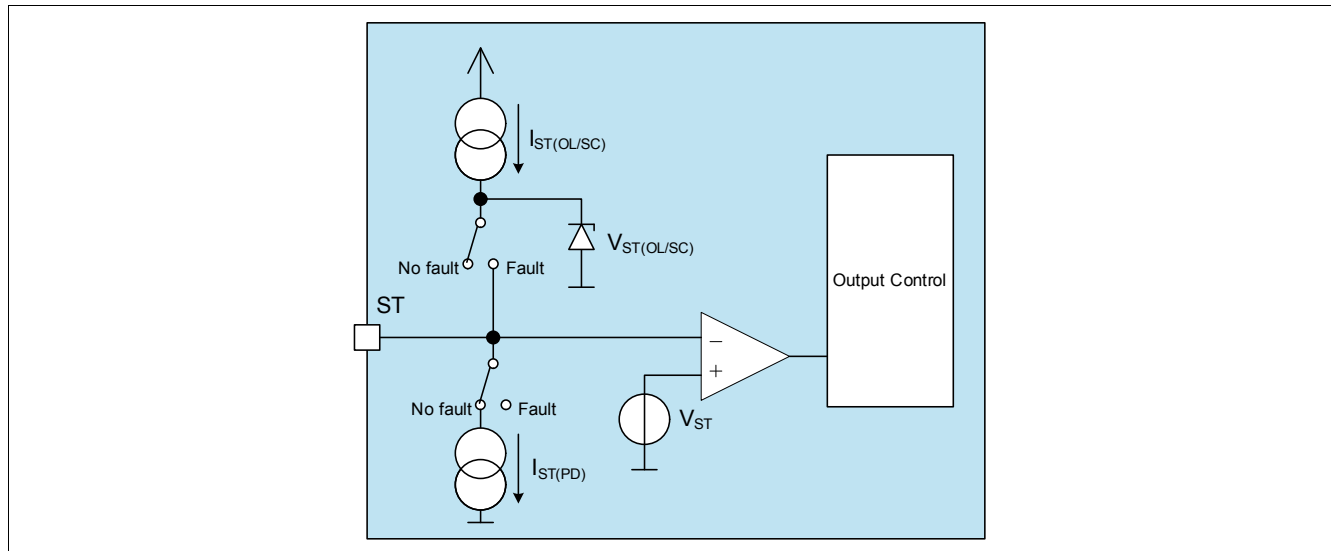 I_ST(OL/SC)
V_ST(OL/SC)
No fault
Fault
ST
Output Control
−
+
No fault
Fault
V_ST
I_ST(PD)